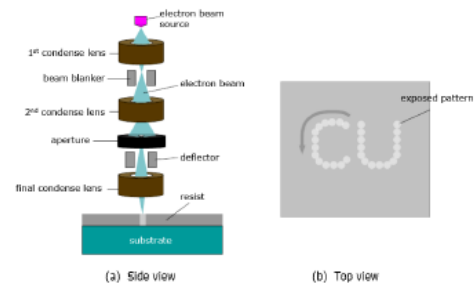 electron beam
source
1st condense lens
beam blanker
electron beam
2nd condense lens
aperture
deflector
final condense lens
resist
substrate
(a) Side view
exposed pattern
CU
(b) Top view